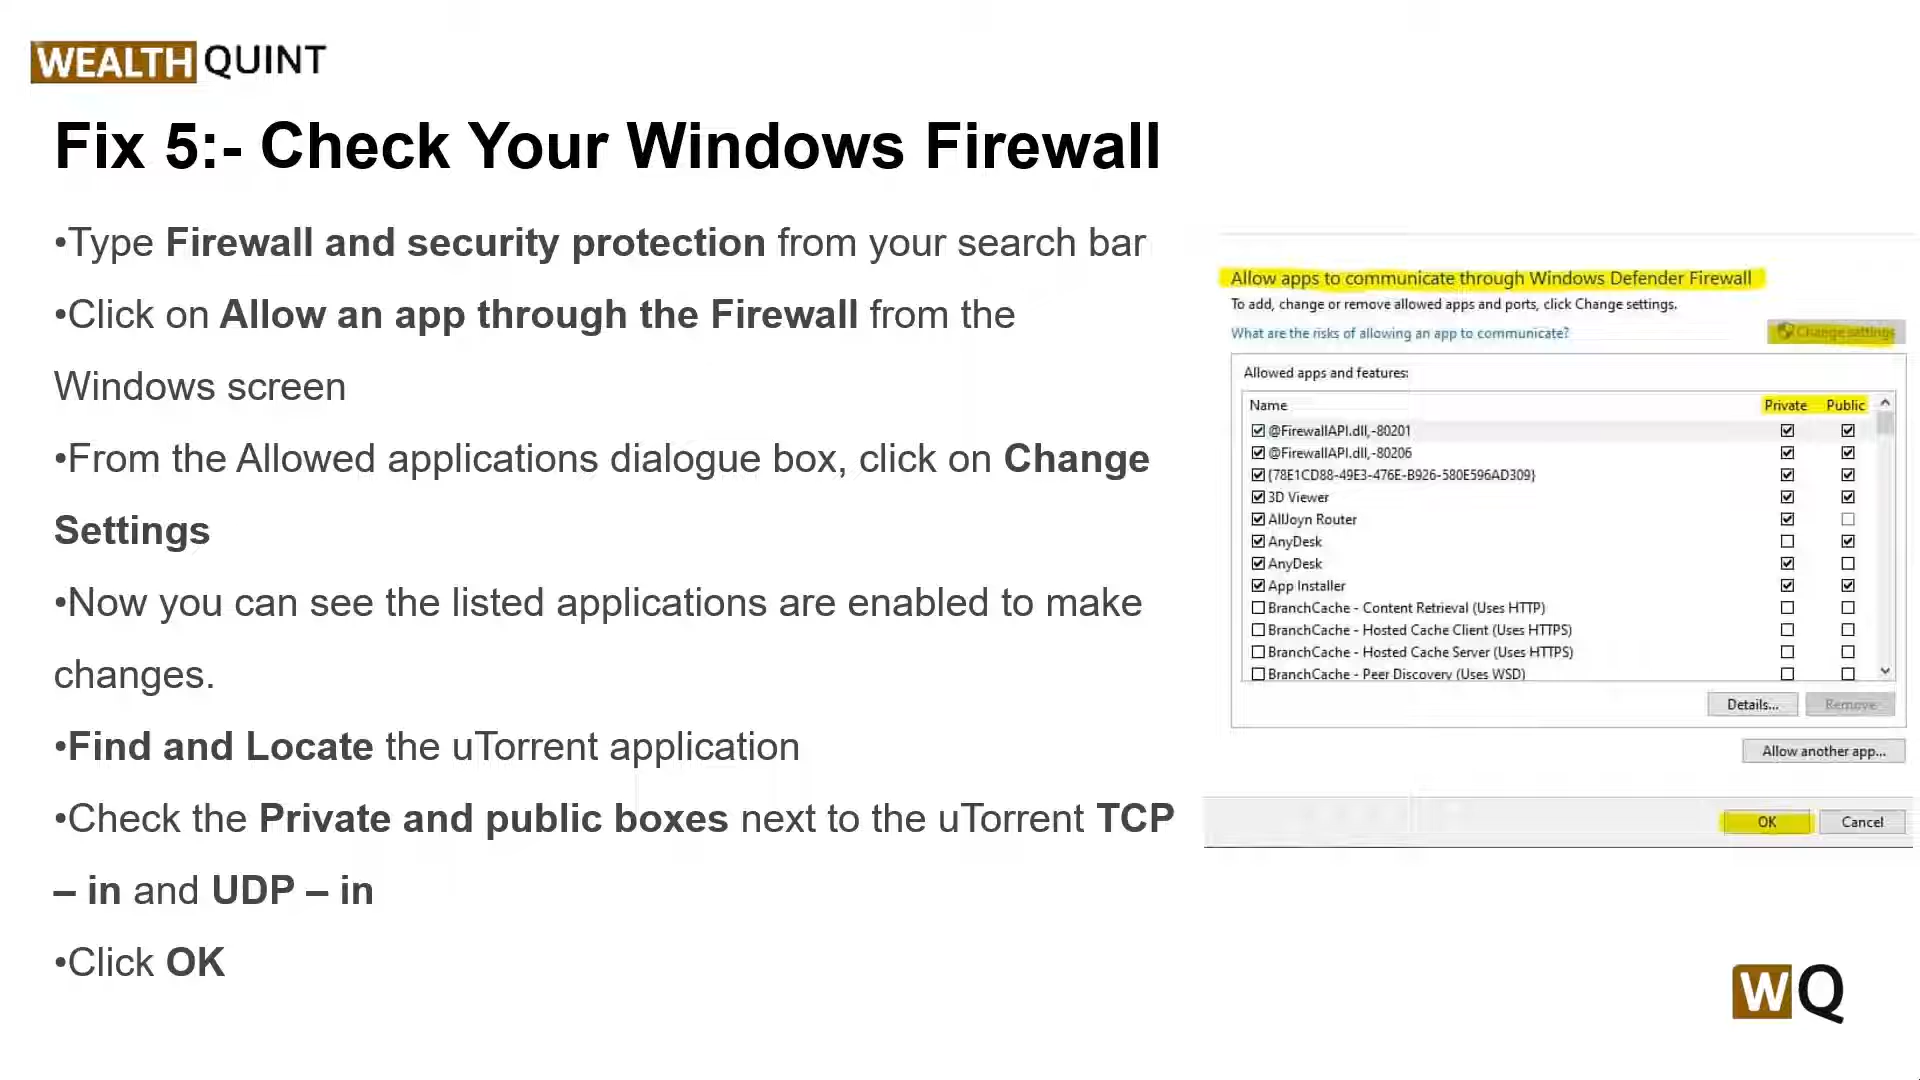 WEALTH QUINT
Fix 5:- Check Your Windows Firewall
•Type Firewall and security protection from your search bar
•Click on Allow an app through the Firewall from the
Windows screen
•From the Allowed applications dialogue box, click on Change
Settings
•Now you can see the listed applications are enabled to make
changes.
•Find and Locate the uTorrent application
•Check the Private and public boxes next to the uTorrent TCP
– in and UDP – in
•Click OK
Allow apps to communicate through Windows Defender Firewall
To add, change or remove allowed apps and ports, click Change settings.
What are the risks of allowing an app to communicate?
Change settings
Allowed apps and features:
Name Private Public
@FirewallAPI.dll,-80201
@FirewallAPI.dll,-80206
{78E1CD88-49E3-476E-B926-580E596AD309}
3D Viewer
AllJoyn Router
AnyDesk
AnyDesk
App Installer
BranchCache - Content Retrieval (Uses HTTP)
BranchCache - Hosted Cache Client (Uses HTTPS)
BranchCache - Hosted Cache Server (Uses HTTPS)
BranchCache - Peer Discovery (Uses WSD)
Details... Remove
Allow another app...
OK Cancel
WQ